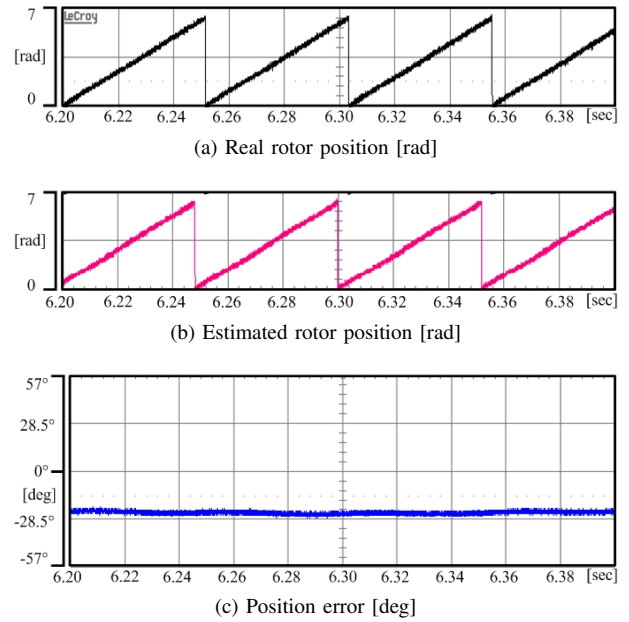 7
LeCroy
[rad]
0
6.20 6.22 6.24 6.26 6.28 6.30 6.32 6.34 6.36 6.38 [sec]
(a) Real rotor position [rad]
7
[rad]
0
6.20 6.22 6.24 6.26 6.28 6.30 6.32 6.34 6.36 6.38 [sec]
(b) Estimated rotor position [rad]
57°
28.5°
0°
[deg]
-28.5°
-57°
6.20 6.22 6.24 6.26 6.28 6.30 6.32 6.34 6.36 6.38 [sec]
(c) Position error [deg]